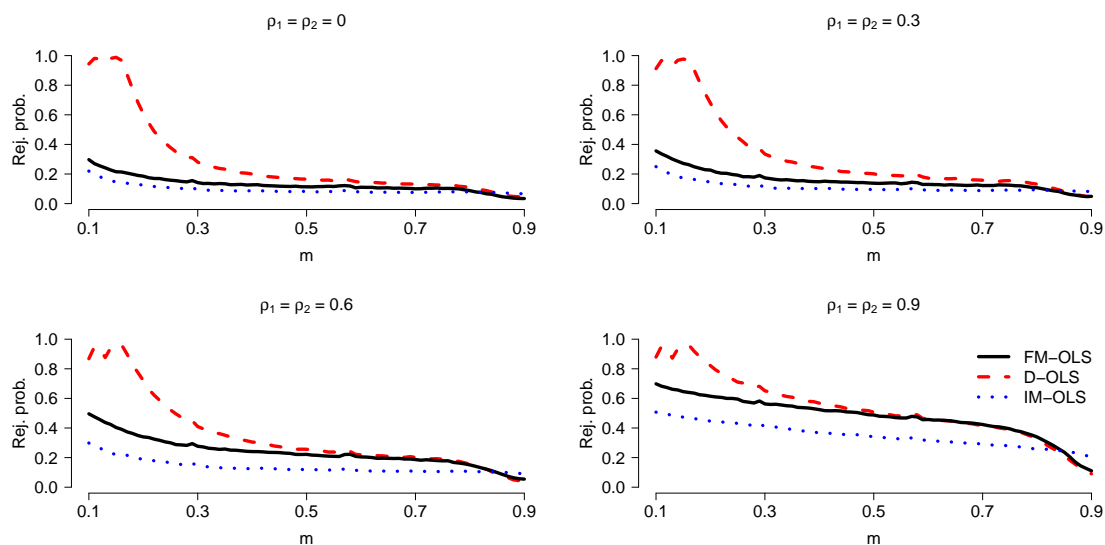 ρ1 = ρ2 = 0
Rej. prob.
1.0
0.8
0.6
0.4
0.2
0.0
0.1 0.3 0.5 0.7 0.9
m
ρ1 = ρ2 = 0.3
Rej. prob.
1.0
0.8
0.6
0.4
0.2
0.0
0.1 0.3 0.5 0.7 0.9
m
ρ1 = ρ2 = 0.6
Rej. prob.
1.0
0.8
0.6
0.4
0.2
0.0
0.1 0.3 0.5 0.7 0.9
m
ρ1 = ρ2 = 0.9
Rej. prob.
1.0
0.8
0.6
0.4
0.2
0.0
FM−OLS
D−OLS
IM−OLS
0.1 0.3 0.5 0.7 0.9
m